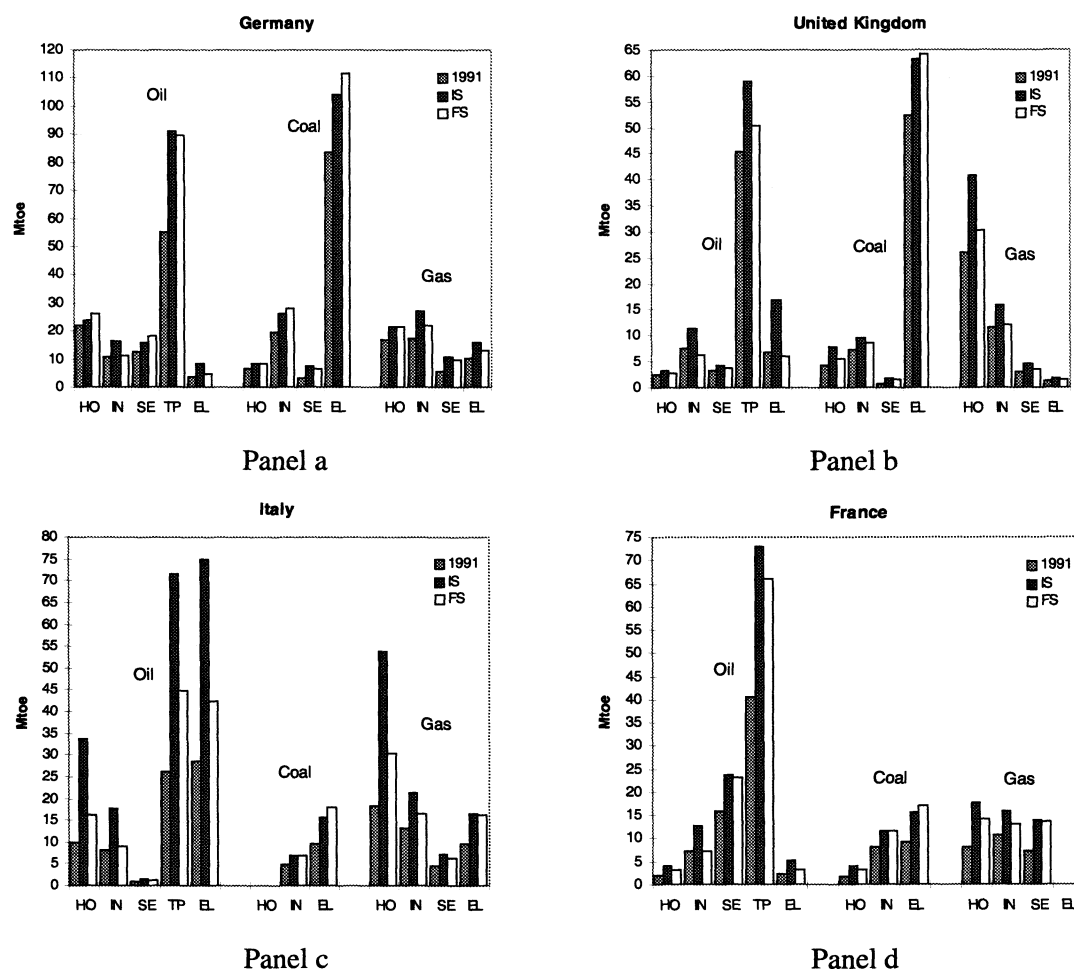 Germany
120
110
100
90
80
70
60
50
40
30
20
10
0
Mtoe
1991
IS
FS
Oil
Coal
Gas
HO IN SE TP EL HO IN SE EL HO IN SE EL
Panel a
United Kingdom
65
60
55
50
45
40
35
30
25
20
15
10
5
0
Mtoe
1991
IS
FS
Oil
Coal
Gas
HO IN SE TP EL HO IN SE EL HO IN SE EL
Panel b
Italy
80
75
70
65
60
55
50
45
40
35
30
25
20
15
10
5
0
Mtoe
1991
IS
FS
Oil
Coal
Gas
HO IN SE TP EL HO IN EL HO IN SE EL
Panel c
France
75
70
65
60
55
50
45
40
35
30
25
20
15
10
5
0
Mtoe
1991
IS
FS
Oil
Coal
Gas
HO IN SE TP EL HO IN EL HO IN SE EL
Panel d